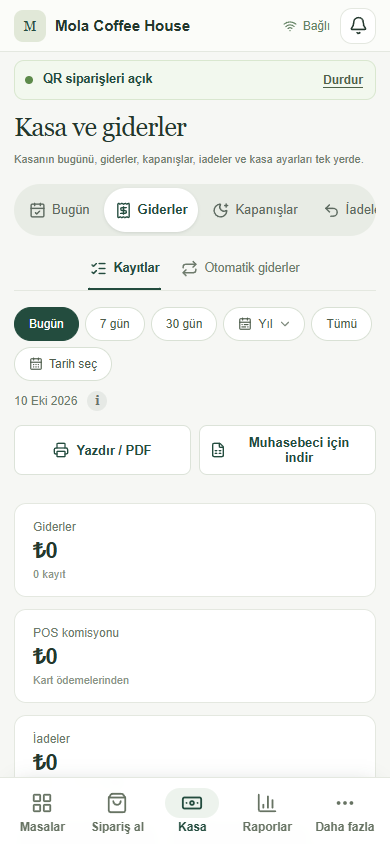 M
Mola Coffee House
Bağlı
QR siparişleri açık
Durdur
Kasa ve giderler
Kasanın bugünü, giderler, kapanışlar, iadeler ve kasa ayarları tek yerde.
Bugün
Giderler
Kapanışlar
Kayıtlar
Otomatik giderler
Bugün
7 gün
30 gün
Yıl
Tümü
Tarih seç
10 Eki 2026
i
Yazdır / PDF
Muhasebeci için
indir
Giderler
₺0
0 kayıt
POS komisyonu
₺0
Kart ödemelerinden
İadeler
₺0
Masalar
Sipariş al
Kasa
Raporlar
Daha fazla